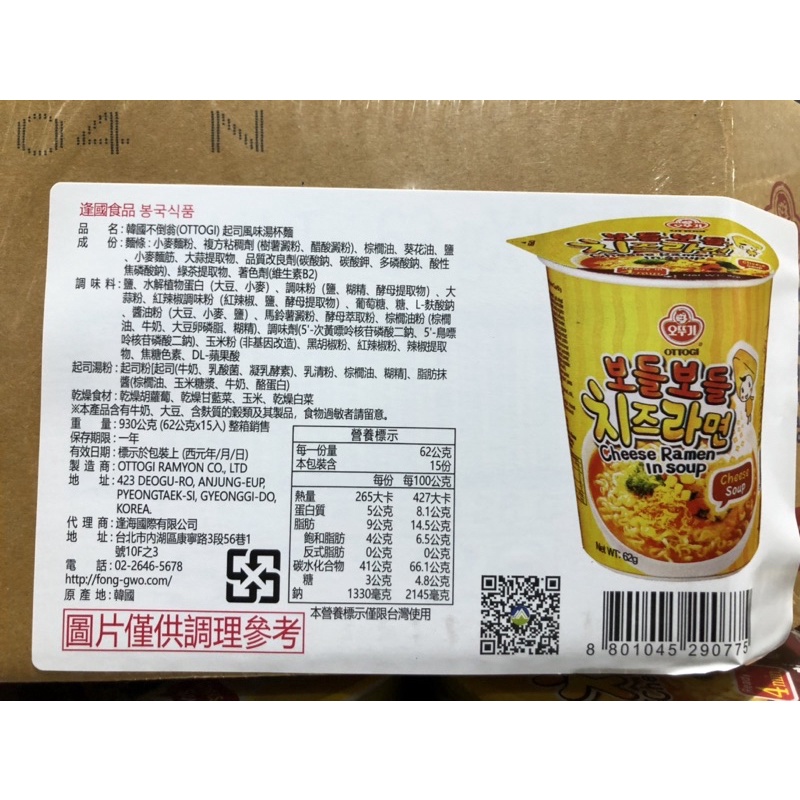 04 N
逢國食品 봉국식품
品 名:韓國不倒翁(OTTOGI) 起司風味湯杯麵
成 份:麵條:小麥麵粉、複方粘稠劑 (樹薯澱粉、醋酸澱粉)、棕櫚油、葵花油、鹽
、小麥麵筋、大蒜提取物、品質改良劑(碳酸鈉、碳酸鉀、多磷酸鈉、酸性
焦磷酸鈉)、綠茶提取物、著色劑(維生素B2)
調 味 料:鹽、水解植物蛋白 (大豆、小麥) 、調味粉 (鹽、糊精、酵母提取物) 、大
蒜粉、紅辣椒調味粉 (紅辣椒、鹽、酵母提取物) 、葡萄糖、糖、L-麩酸鈉
、醬油粉 (大豆、小麥、鹽) 、馬鈴薯澱粉、酵母萃取粉、棕櫚油粉 (棕櫚
油、牛奶、大豆卵磷脂、糊精)、調味劑(5'-次黃嘌呤核苷磷酸二鈉、5'-鳥嘌
呤核苷磷酸二鈉)、玉米粉 (非基因改造)、黑胡椒粉、紅辣椒粉、辣椒提取
物、焦糖色素、DL-蘋果酸
起司湯粉:起司粉[起司(牛奶、乳酸菌、凝乳酵素)、乳清粉、棕櫚油、糊精]、脂肪抹
醬(棕櫚油、玉米糖漿、牛奶、酪蛋白)
乾燥食材:乾燥胡蘿蔔、乾燥甘藍菜、玉米、乾燥白菜
※本產品含有牛奶、大豆、含麩質的穀類及其製品，食物過敏者請留意。
重 量:930公克 (62公克x15入) 整箱銷售
保存期限:一年
有效日期:標示於包裝上 (西元年/月/日)
製 造 商:OTTOGI RAMYON CO., LTD
地 址:423 DEOGU-RO, ANJUNG-EUP,
PYEONGTAEK-SI, GYEONGGI-DO,
KOREA.
代 理 商:逢海國際有限公司
地 址:台北市內湖區康寧路3段56巷1
號10F之3
電 話:02-2646-5678
http://fong-gwo.com/
原 產 地:韓國
圖片僅供調理參考
營養標示
每一份量 62公克
本包裝含 15份
每份 每100公克
熱量 265大卡 427大卡
蛋白質 5公克 8.1公克
脂肪 9公克 14.5公克
飽和脂肪 4公克 6.5公克
反式脂肪 0公克 0公克
碳水化合物 41公克 66.1公克
糖 3公克 4.8公克
鈉 1330毫克 2145毫克
本營養標示僅限台灣使用
오뚜기
OTTOGI
보들보들
치즈라면
Cheese Ramen
in soup
Cheese
Soup
Net WT. 62g
8 801045 290775